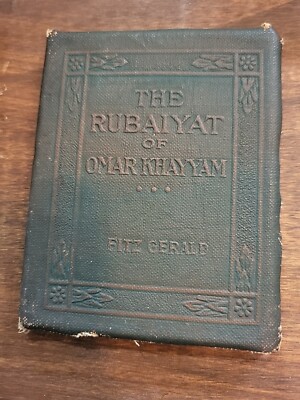 THE
RUBAIYAT
OF
OMAR KHAYYAM
• • •
FITZ GERALD